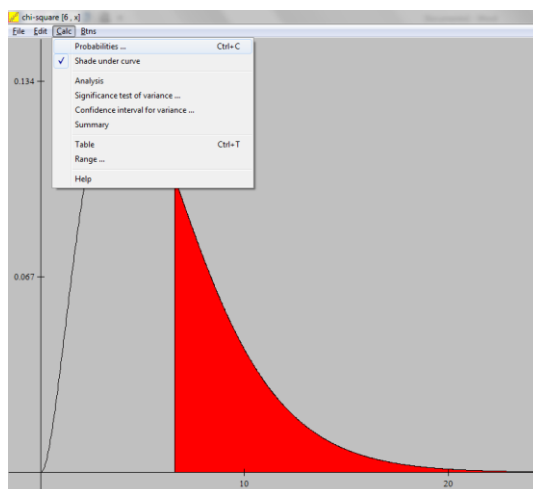 chi-square [6 , x]
File Edit Calc Btns
Probabilities ... Ctrl+C
✓ Shade under curve
Analysis
Significance test of variance ...
Confidence interval for variance ...
Summary
Table Ctrl+T
Range ...
Help
0.134
0.067
10
20